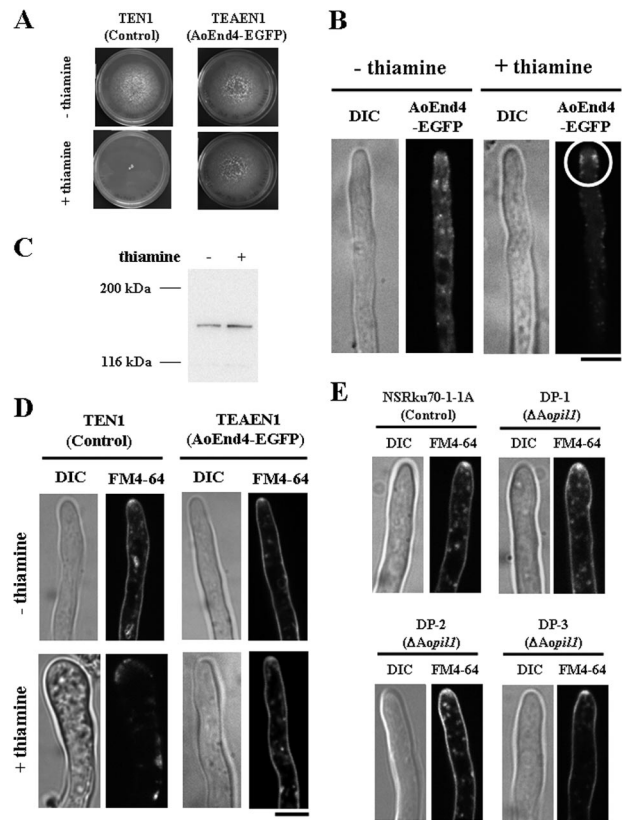 A
TEN1
(Control)
TEAEN1
(AoEnd4-EGFP)
- thiamine
+ thiamine
B
- thiamine
+ thiamine
DIC
AoEnd4
-EGFP
DIC
AoEnd4
-EGFP
C
thiamine - +
200 kDa
116 kDa
D
TEN1
(Control)
TEAEN1
(AoEnd4-EGFP)
DIC FM4-64 DIC FM4-64
- thiamine
+ thiamine
E
NSRku70-1-1A
(Control)
DP-1
(ΔAopil1)
DIC FM4-64 DIC FM4-64
DP-2
(ΔAopil1)
DP-3
(ΔAopil1)
DIC FM4-64 DIC FM4-64